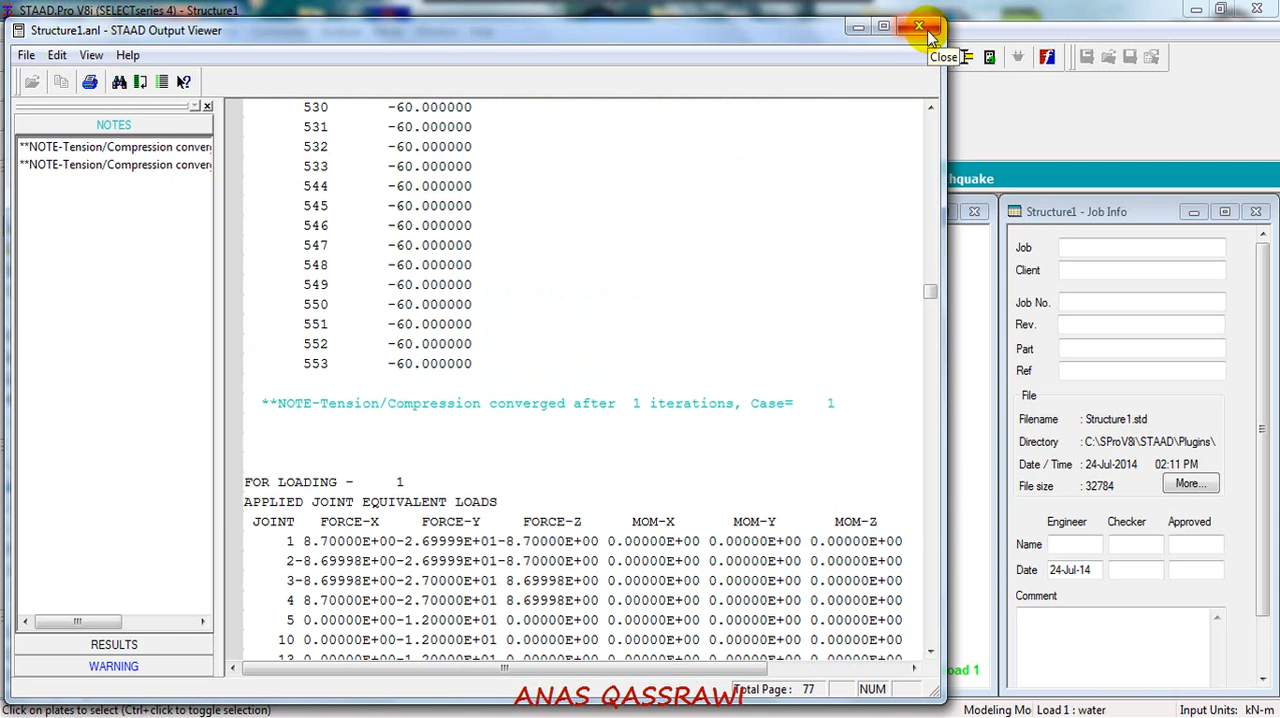 STAAD.Pro V8i (SELECTseries 4) - Structure1
Structure1.anl - STAAD Output
File Edit View Help
Close
NOTES
**NOTE-Tension/Compression conver
**NOTE-Tension/Compression conver
RESULTS
WARNING
530 -60.000000
531 -60.000000
532 -60.000000
533 -60.000000
544 -60.000000
545 -60.000000
546 -60.000000
547 -60.000000
548 -60.000000
549 -60.000000
550 -60.000000
551 -60.000000
552 -60.000000
553 -60.000000
**NOTE-Tension/Compression converged after 1 iterations, Case= 1
FOR LOADING - 1
APPLIED JOINT EQUIVALENT LOADS
JOINT FORCE-X FORCE-Y FORCE-Z MOM-X MOM-Y MOM-Z
1 8.70000E+00-2.69999E+01-8.70000E+00 0.00000E+00 0.00000E+00 0.00000E+00
2-8.69998E+00-2.69999E+01-8.70000E+00 0.00000E+00 0.00000E+00 0.00000E+00
3-8.69998E+00-2.70000E+01 8.69998E+00 0.00000E+00 0.00000E+00 0.00000E+00
4 8.70000E+00-2.70000E+01 8.69998E+00 0.00000E+00 0.00000E+00 0.00000E+00
5 0.00000E+00-1.20000E+01 0.00000E+00 0.00000E+00 0.00000E+00 0.00000E+00
10 0.00000E+00-1.20000E+01 0.00000E+00 0.00000E+00 0.00000E+00 0.00000E+00
Total Page : 77 NUM
ANAS QASSRAWI
hquake
Structure1 - Job Info
Job
Client
Job No.
Rev.
Part
Ref
File
Filename : Structure1.std
Directory : C:\SProV8i\STAAD\Plugins\
Date / Time : 24-Jul-2014 02:11 PM
File size : 32784 More...
Engineer Checker Approved
Name
Date 24-Jul-14
Comment
oad 1
Click on plates to select (Ctrl+click to toggle selection)
Modeling Mo Load 1 : water Input Units: kN-m